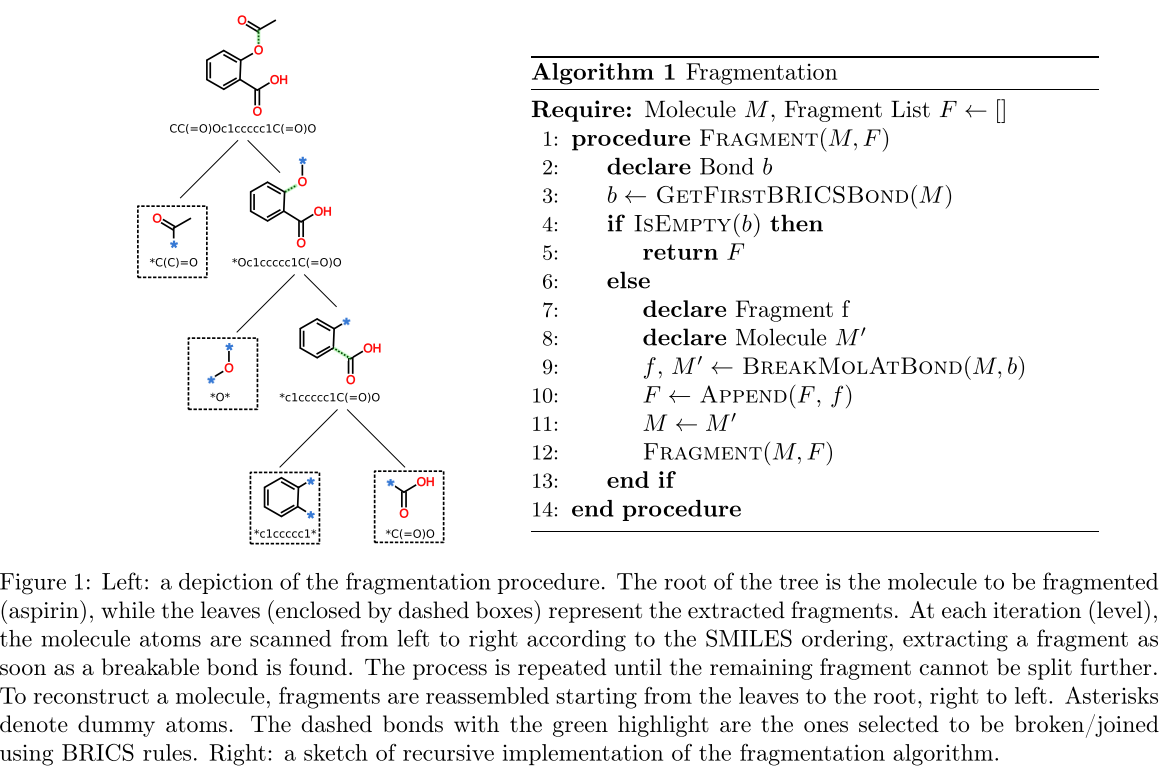 O
O
OH
O
CC(=O)Oc1ccccc1C(=O)O
*
O
OH
O
*Oc1ccccc1C(=O)O
O
*
*C(C)=O
*
O
*
*O*
*
OH
O
*c1ccccc1C(=O)O
*
*
*c1ccccc1*
*
OH
O
*C(=O)O
Algorithm 1 Fragmentation
Require: Molecule M, Fragment List F ← []
1: procedure FRAGMENT(M, F)
2: declare Bond b
3: b ← GETFIRSTBRICSBOND(M)
4: if ISEMPTY(b) then
5: return F
6: else
7: declare Fragment f
8: declare Molecule M′
9: f, M′ ← BREAKMOLATBOND(M, b)
10: F ← APPEND(F, f)
11: M ← M′
12: FRAGMENT(M, F)
13: end if
14: end procedure
Figure 1: Left: a depiction of the fragmentation procedure. The root of the tree is the molecule to be fragmented
(aspirin), while the leaves (enclosed by dashed boxes) represent the extracted fragments. At each iteration (level),
the molecule atoms are scanned from left to right according to the SMILES ordering, extracting a fragment as
soon as a breakable bond is found. The process is repeated until the remaining fragment cannot be split further.
To reconstruct a molecule, fragments are reassembled starting from the leaves to the root, right to left. Asterisks
denote dummy atoms. The dashed bonds with the green highlight are the ones selected to be broken/joined
using BRICS rules. Right: a sketch of recursive implementation of the fragmentation algorithm.